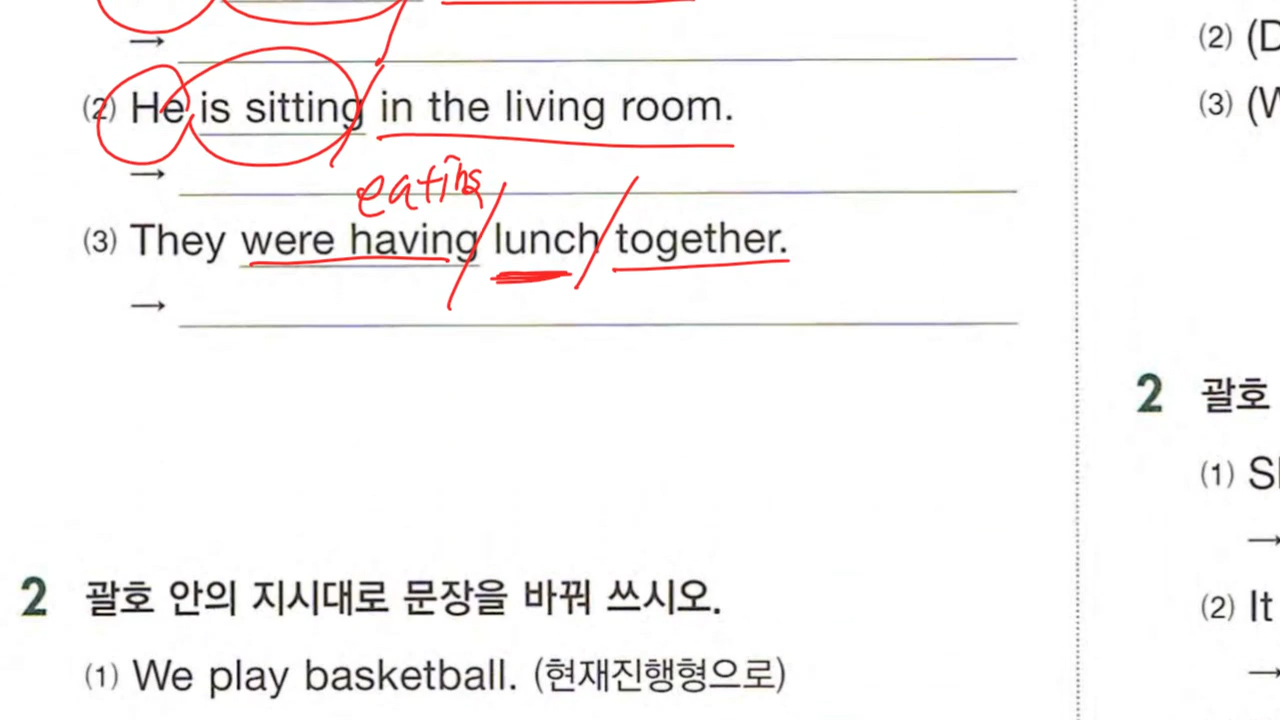 →
(2) He is sitting in the living room.
→
eating
(3) They were having lunch together.
→
2 괄호 안의 지시대로 문장을 바꿔 쓰시오.
(1) We play basketball. (현재진행형으로)
(2)
(3)
2 괄호
(1)
→
(2) It
→